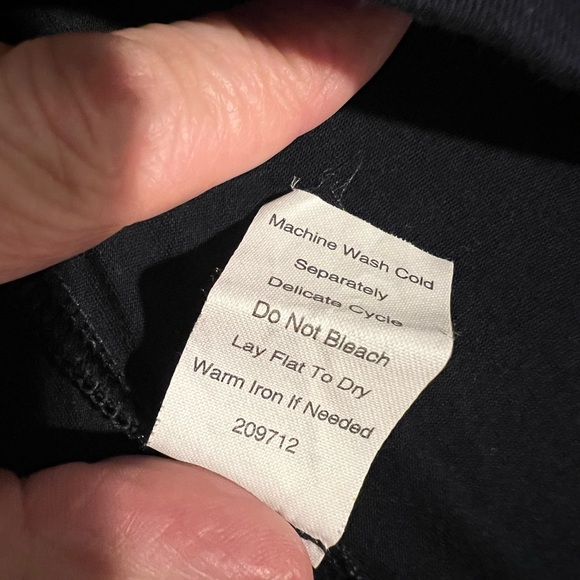 Machine Wash Cold
Separately
Delicate Cycle
Do Not Bleach
Lay Flat To Dry
Warm Iron If Needed
209712